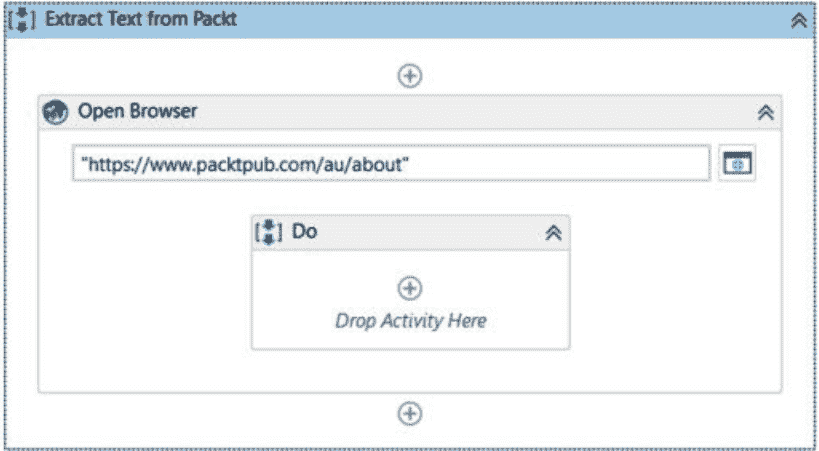 Extract Text from Packt
Open Browser
"https://www.packtpub.com/au/about"
Do
Drop Activity Here